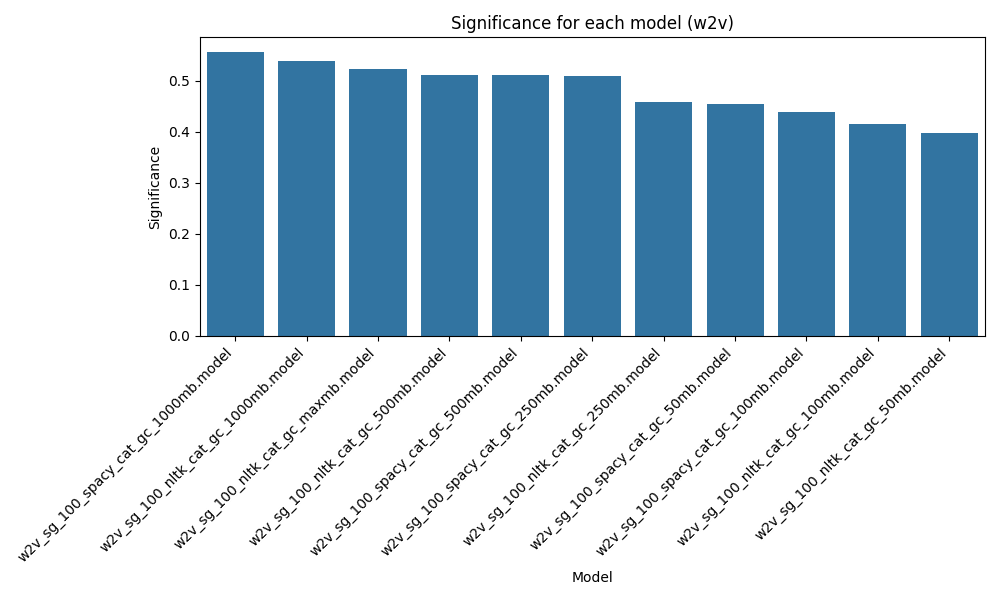 Significance for each model (w2v)
Significance
0.5
0.4
0.3
0.2
0.1
0.0
w2v_sg_100_spacy_cat_gc_1000mb.model
w2v_sg_100_nltk_cat_gc_1000mb.model
w2v_sg_100_nltk_cat_gc_maxmb.model
w2v_sg_100_nltk_cat_gc_500mb.model
w2v_sg_100_spacy_cat_gc_500mb.model
w2v_sg_100_spacy_cat_gc_250mb.model
w2v_sg_100_nltk_cat_gc_250mb.model
w2v_sg_100_spacy_cat_gc_50mb.model
w2v_sg_100_spacy_cat_gc_100mb.model
w2v_sg_100_nltk_cat_gc_100mb.model
w2v_sg_100_nltk_cat_gc_50mb.model
Model